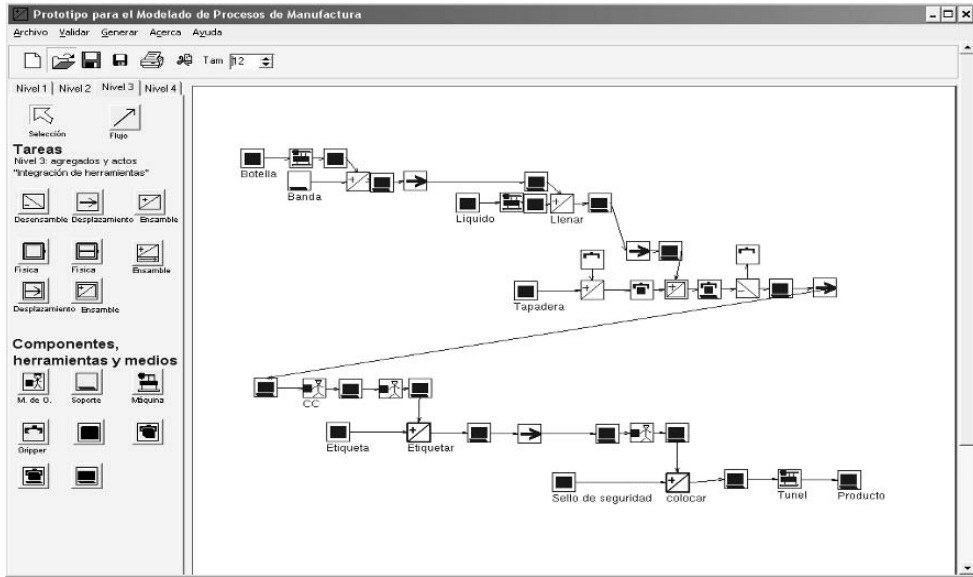 Prototipo para el Modelado de Procesos de Manufactura
Archivo Validar Generar Acerca Ayuda
Tam 12
Nivel 1 Nivel 2 Nivel 3 Nivel 4
Selección Flujo
Tareas
Nivel 3: agregados y actos
"Integración de herramientas"
Desensamble Desplazamiento Ensamble
Fisica Fisica Ensamble
Desplazamiento Ensamble
Componentes,
herramientas y medios
M. de O. Soporte Máquina
Gripper
Botella
Banda
Liquido Llenar
Tapadera
CC
Etiqueta Etiquetar
Sello de seguridad colocar Tunel Producto